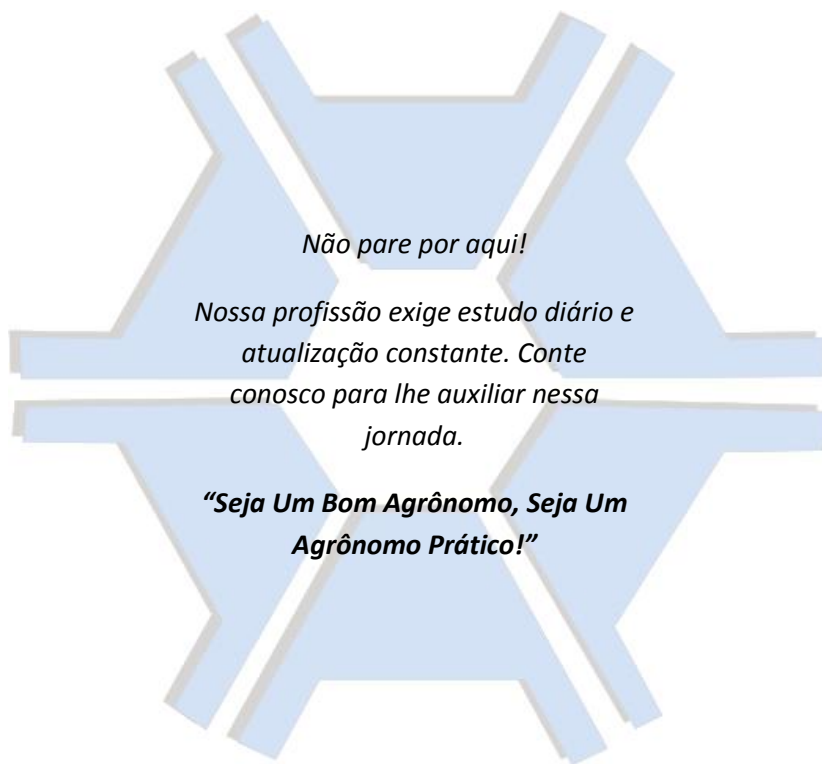 Não pare por aqui!
Nossa profissão exige estudo diário e
atualização constante. Conte
conosco para lhe auxiliar nessa
jornada.
“Seja Um Bom Agrônomo, Seja Um
Agrônomo Prático!”